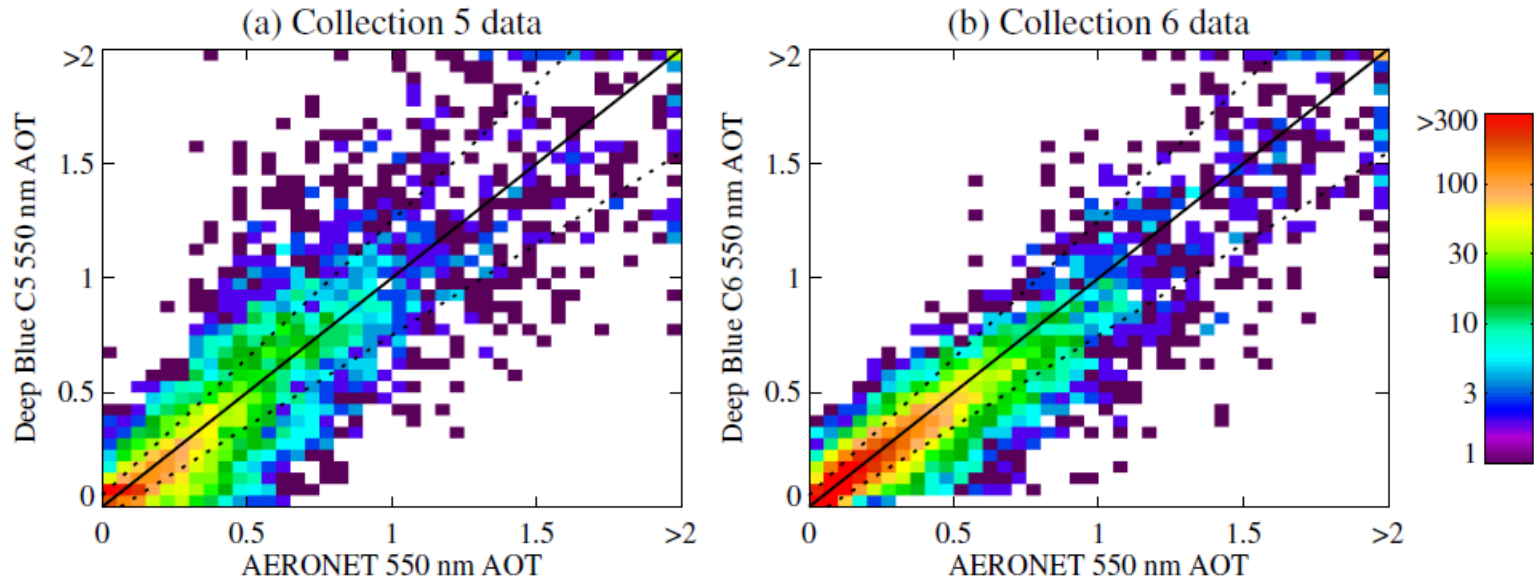 (a) Collection 5 data
Deep Blue C5 550 nm AOT
>2
1.5
1
0.5
0
0 0.5 1 1.5 >2
AERONET 550 nm AOT
(b) Collection 6 data
Deep Blue C6 550 nm AOT
>2
1.5
1
0.5
0
0 0.5 1 1.5 >2
AERONET 550 nm AOT
>300
100
30
10
3
1